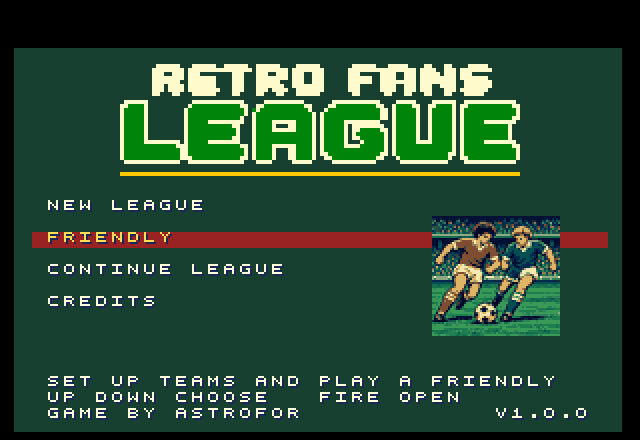 RETRO FANS
LEAGUE
NEW LEAGUE
FRIENDLY
CONTINUE LEAGUE
CREDITS
SET UP TEAMS AND PLAY A FRIENDLY
UP DOWN CHOOSE   FIRE OPEN
GAME BY ASTROFOR   V1.0.0